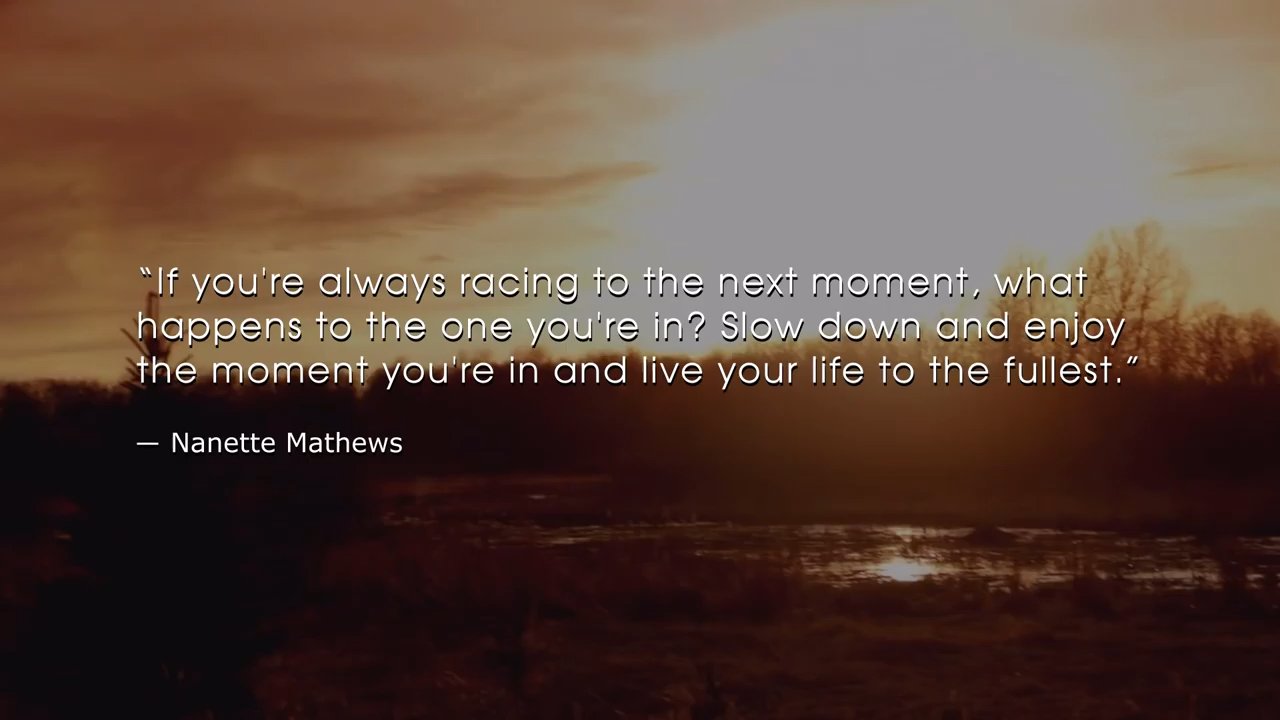 “If you're always racing to the next moment, what
happens to the one you're in? Slow down and enjoy
the moment you're in and live your life to the fullest.”
— Nanette Mathews